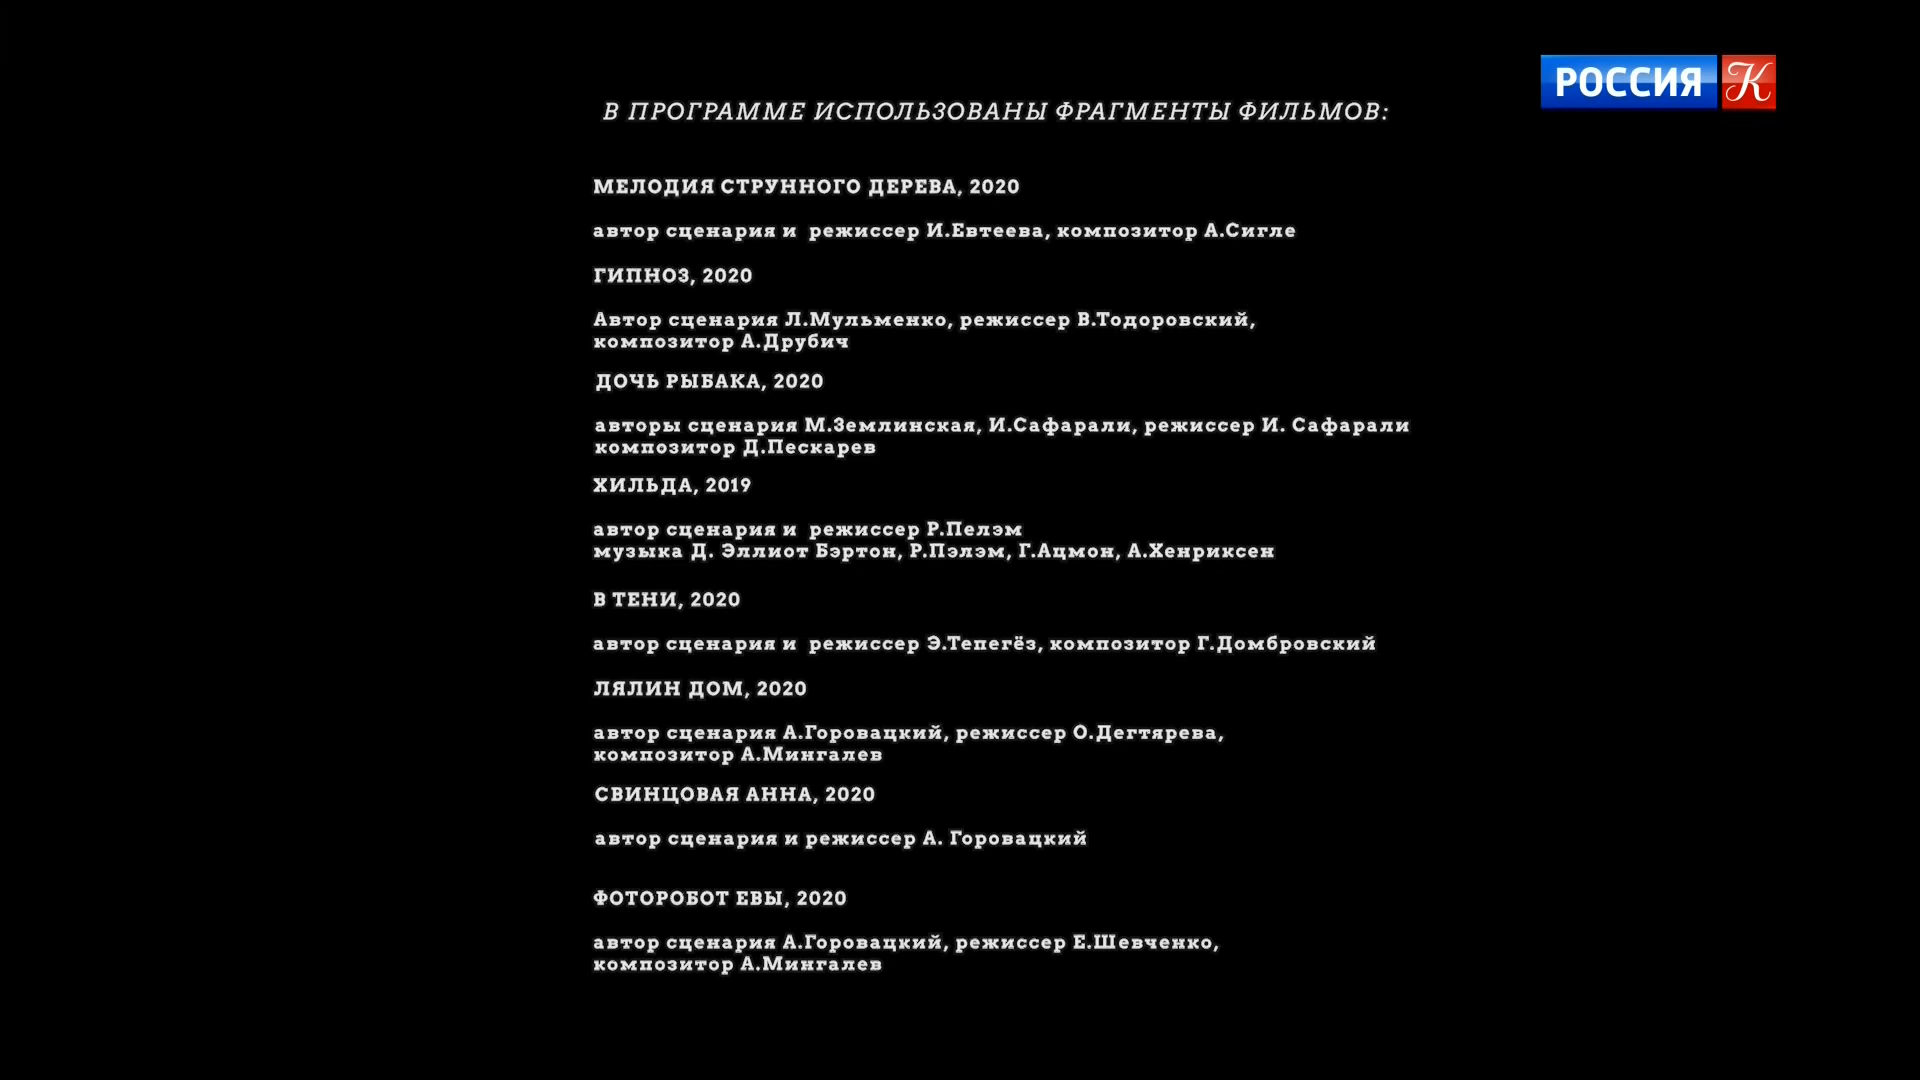 РОССИЯ К
В ПРОГРАММЕ ИСПОЛЬЗОВАНЫ ФРАГМЕНТЫ ФИЛЬМОВ:
МЕЛОДИЯ СТРУННОГО ДЕРЕВА, 2020
автор сценария и режиссер И.Евтеева, композитор А.Сигле
ГИПНОЗ, 2020
Автор сценария Л.Мульменко, режиссер В.Тодоровский,
композитор А.Друбич
ДОЧЬ РЫБАКА, 2020
авторы сценария М.Землинская, И.Сафарали, режиссер И. Сафарали
композитор Д.Пескарев
ХИЛЬДА, 2019
автор сценария и режиссер Р.Пелэм
музыка Д. Эллиот Бэртон, Р.Пэлэм, Г.Ацмон, А.Хенриксен
В ТЕНИ, 2020
автор сценария и режиссер Э.Тепегёз, композитор Г.Домбровский
ЛЯЛИН ДОМ, 2020
автор сценария А.Горовацкий, режиссер О.Дегтярева,
композитор А.Мингалев
СВИНЦОВАЯ АННА, 2020
автор сценария и режиссер А. Горовацкий
ФОТОРОБОТ ЕВЫ, 2020
автор сценария А.Горовацкий, режиссер Е.Шевченко,
композитор А.Мингалев